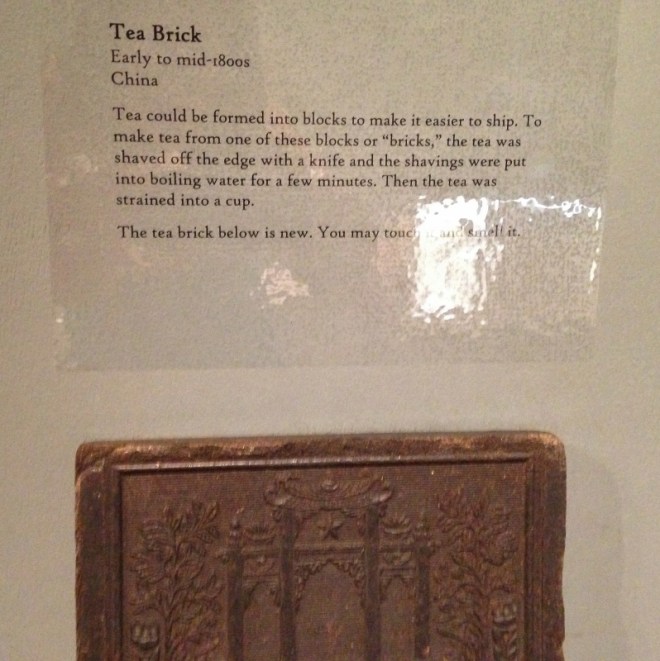 Tea Brick
Early to mid-1800s
China
Tea could be formed into blocks to make it easier to ship. To
make tea from one of these blocks or “bricks,” the tea was
shaved off the edge with a knife and the shavings were put
into boiling water for a few minutes. Then the tea was
strained into a cup.
The tea brick below is new. You may touch it and smell it.